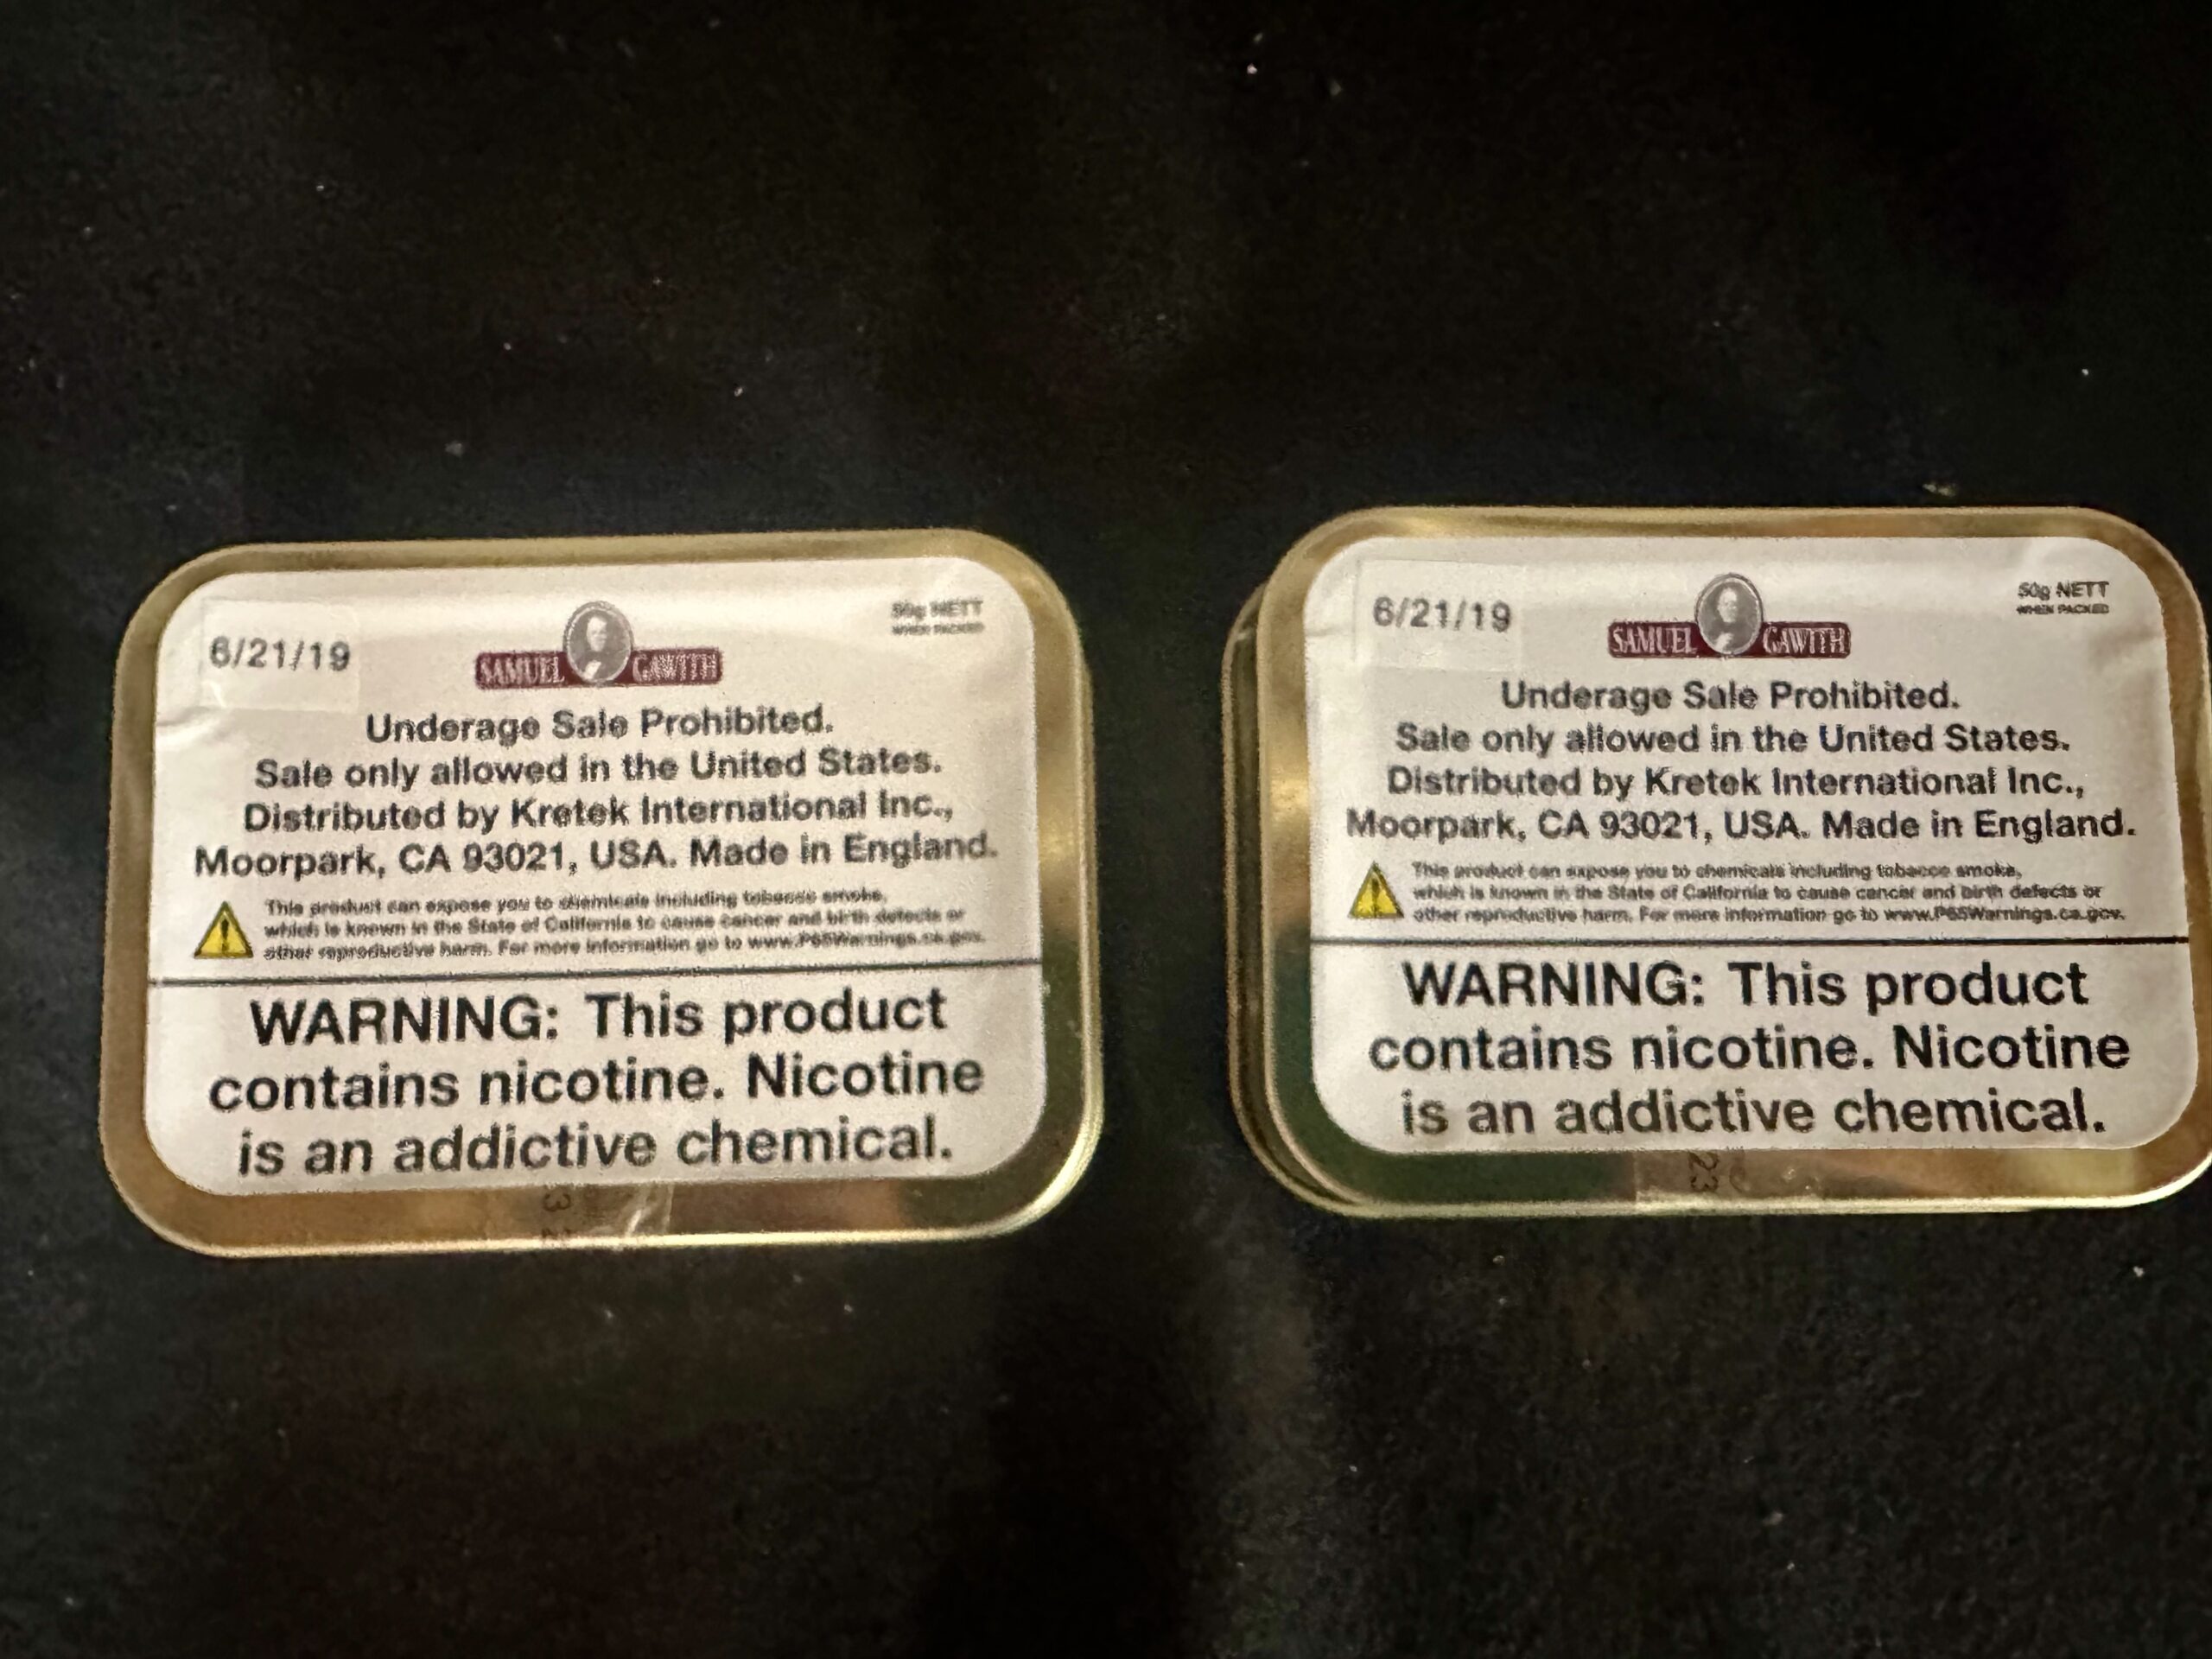 6/21/19
SAMUEL GAWITH
50g NETT
WHEN PACKED
Underage Sale Prohibited.
Sale only allowed in the United States.
Distributed by Kretek International Inc.,
Moorpark, CA 93021, USA. Made in England.
This product can expose you to chemicals including tobacco smoke,
which is known in the State of California to cause cancer and birth defects or
other reproductive harm. For more information go to www.P65Warnings.ca.gov.
WARNING: This product
contains nicotine. Nicotine
is an addictive chemical.
6/21/19
SAMUEL GAWITH
50g NETT
WHEN PACKED
Underage Sale Prohibited.
Sale only allowed in the United States.
Distributed by Kretek International Inc.,
Moorpark, CA 93021, USA. Made in England.
This product can expose you to chemicals including tobacco smoke,
which is known in the State of California to cause cancer and birth defects or
other reproductive harm. For more information go to www.P65Warnings.ca.gov.
WARNING: This product
contains nicotine. Nicotine
is an addictive chemical.
23